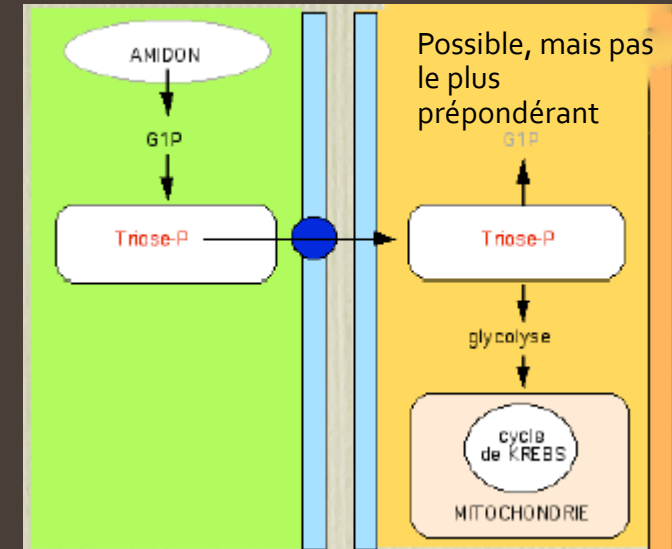 AMIDON
G1P
Triose-P
Possible, mais pas
le plus
prépondérant
G1P
Triose-P
glycolyse
cycle
de KREBS
MITOCHONDRIE